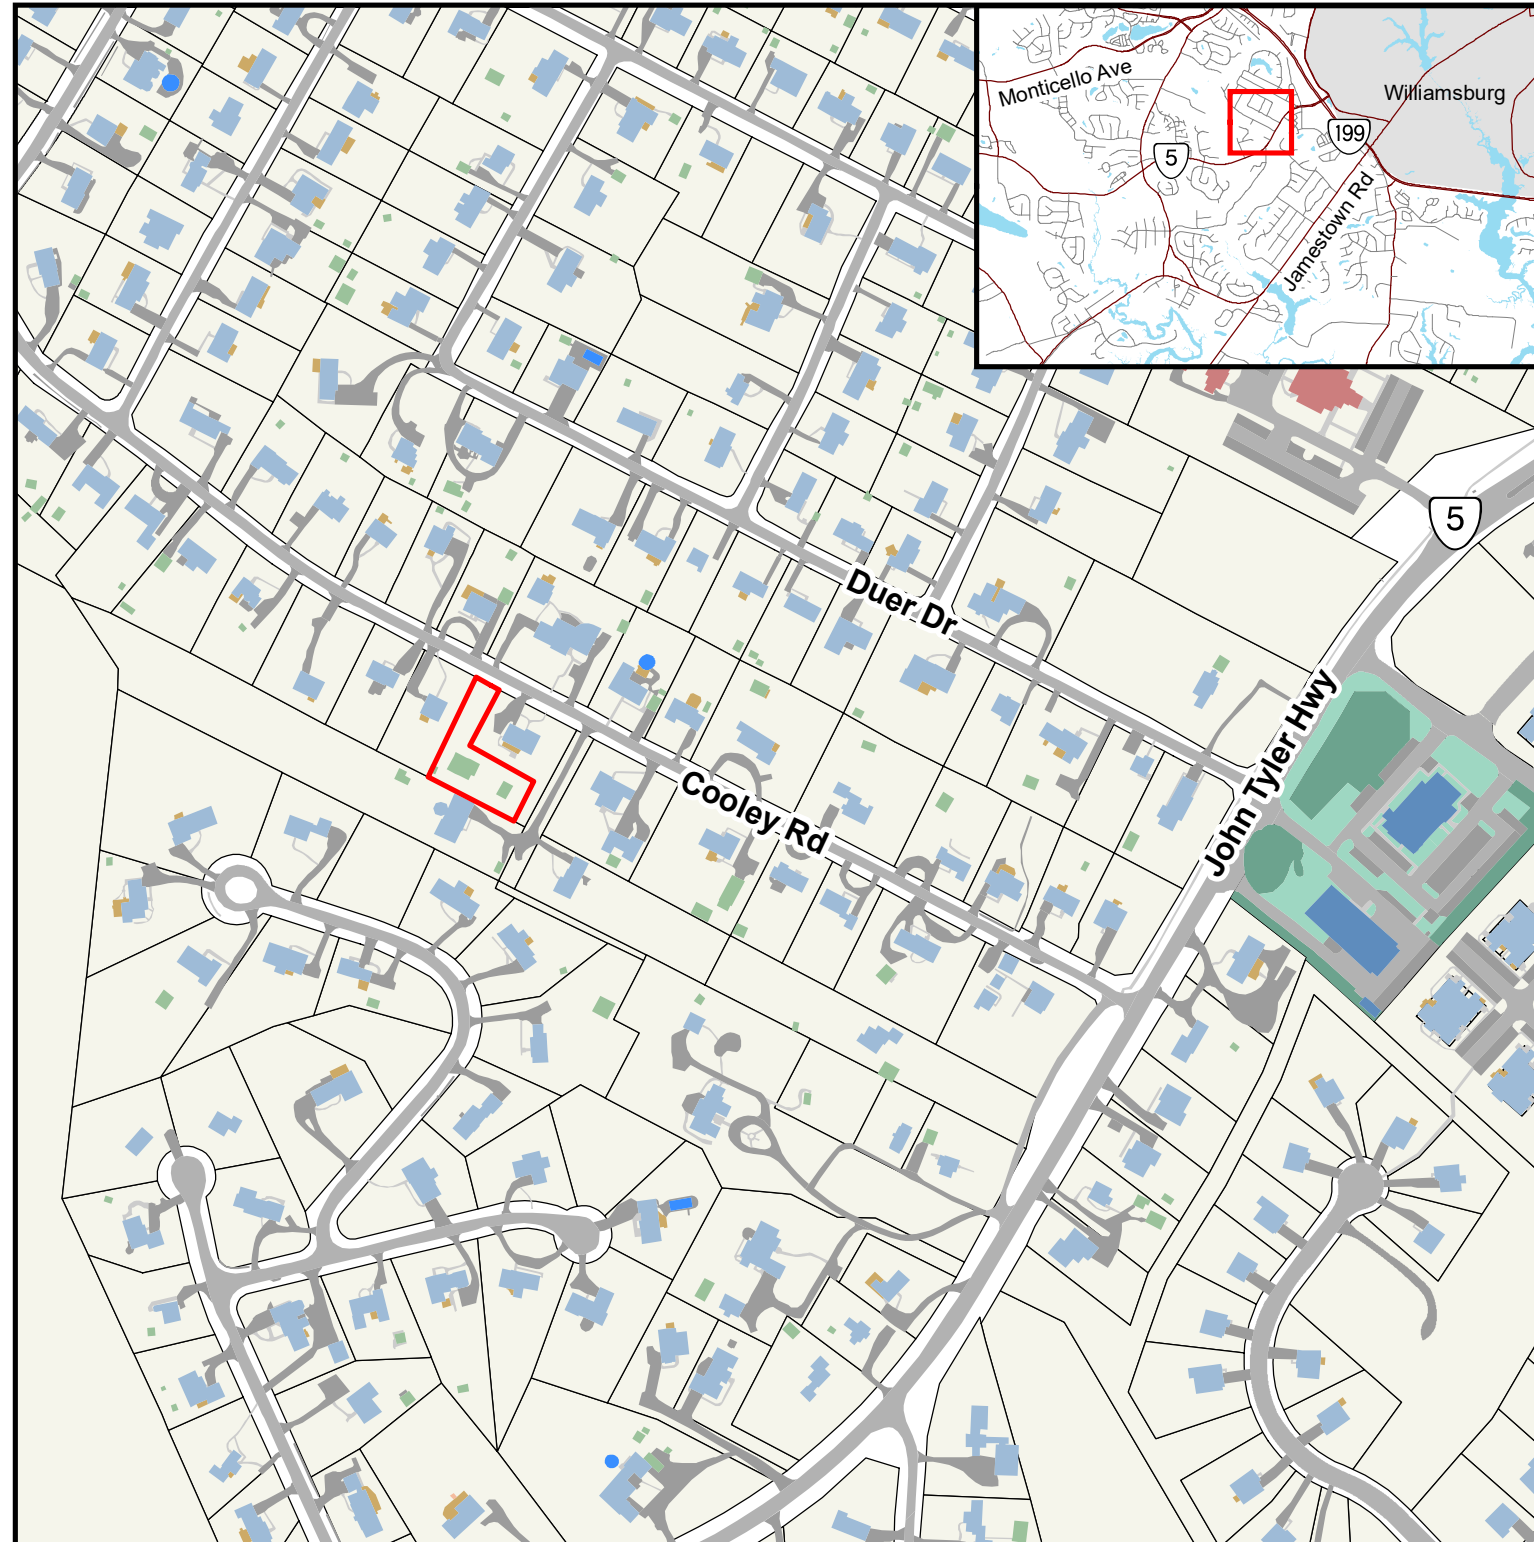 Monticello Ave
Williamsburg
199
5
Jamestown Rd
5
Duer Dr
John Tyler Hwy
Cooley Rd